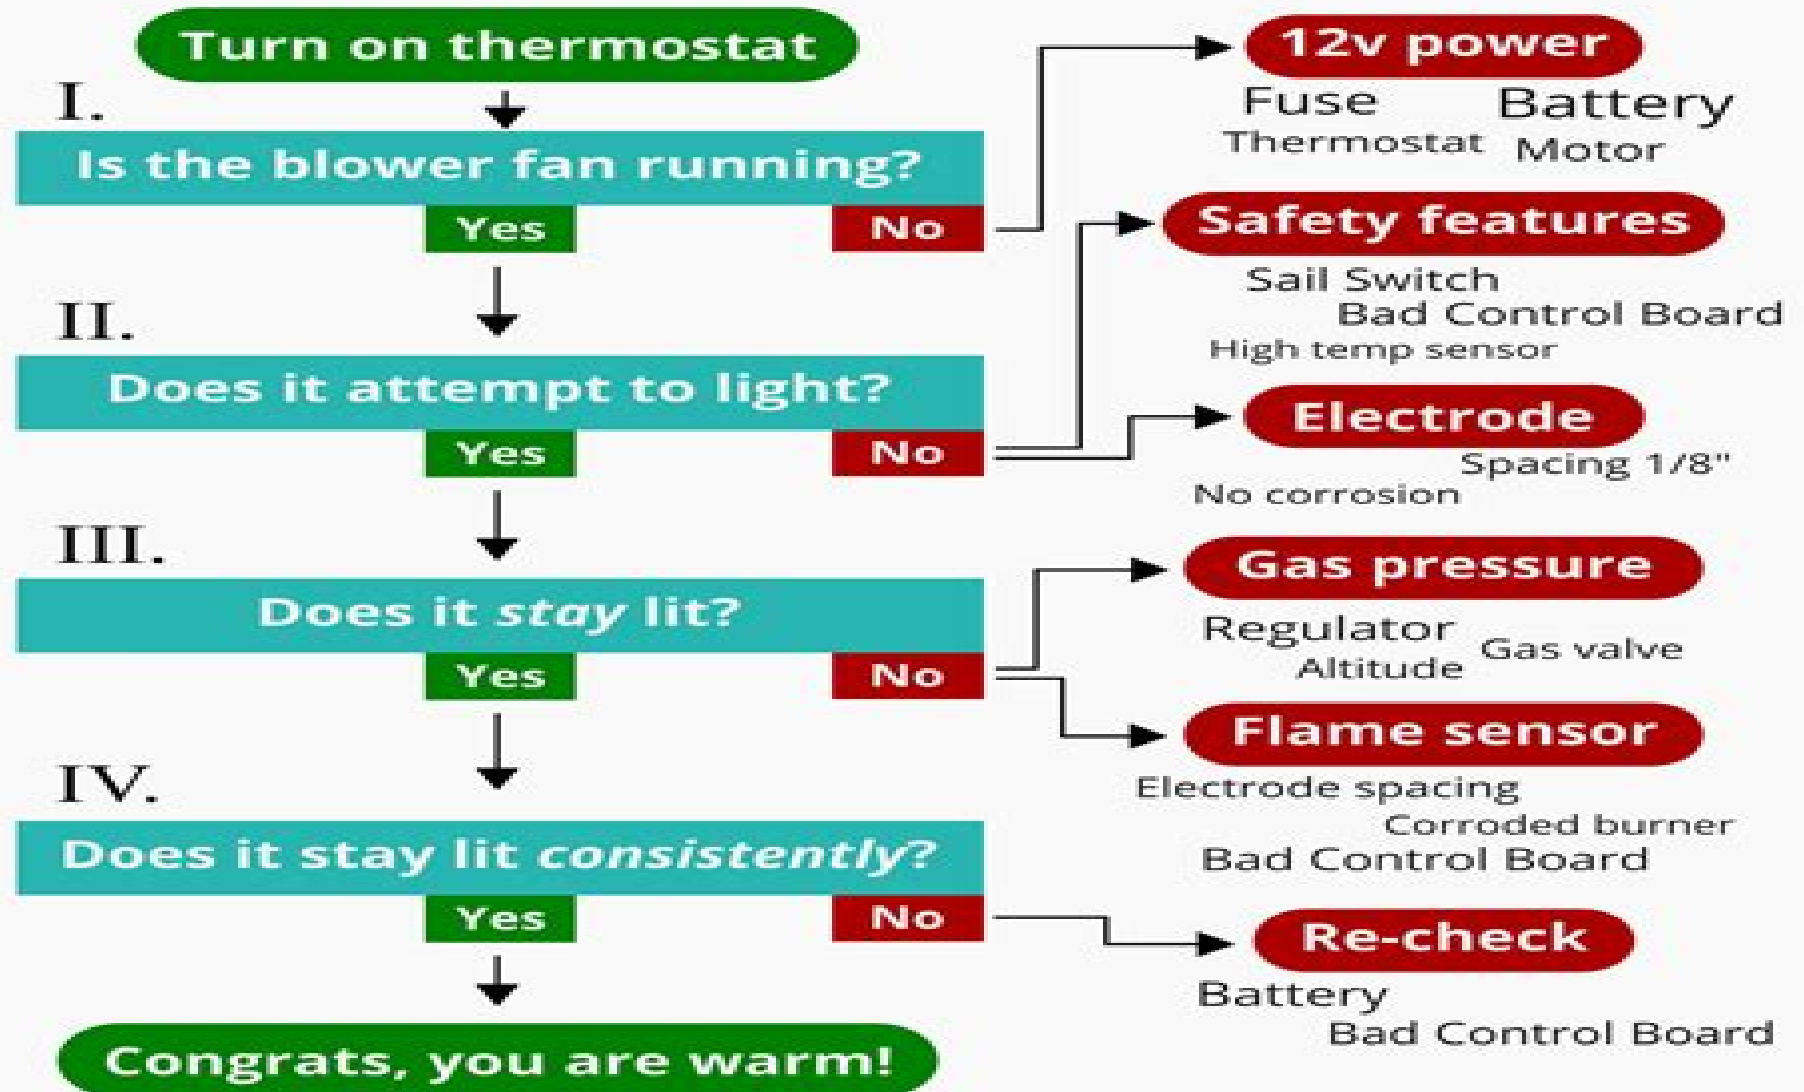 Turn on thermostat
I.
Is the blower fan running?
Yes
No
12v power
Fuse Battery
Thermostat Motor
II.
Does it attempt to light?
Yes
No
Safety features
Sail Switch
Bad Control Board
High temp sensor
Electrode
Spacing 1/8"
No corrosion
III.
Does it stay lit?
Yes
No
Gas pressure
Regulator
Gas valve
Altitude
Flame sensor
Electrode spacing
Corroded burner
Bad Control Board
IV.
Does it stay lit consistently?
Yes
No
Re-check
Battery
Bad Control Board
Congrats, you are warm!